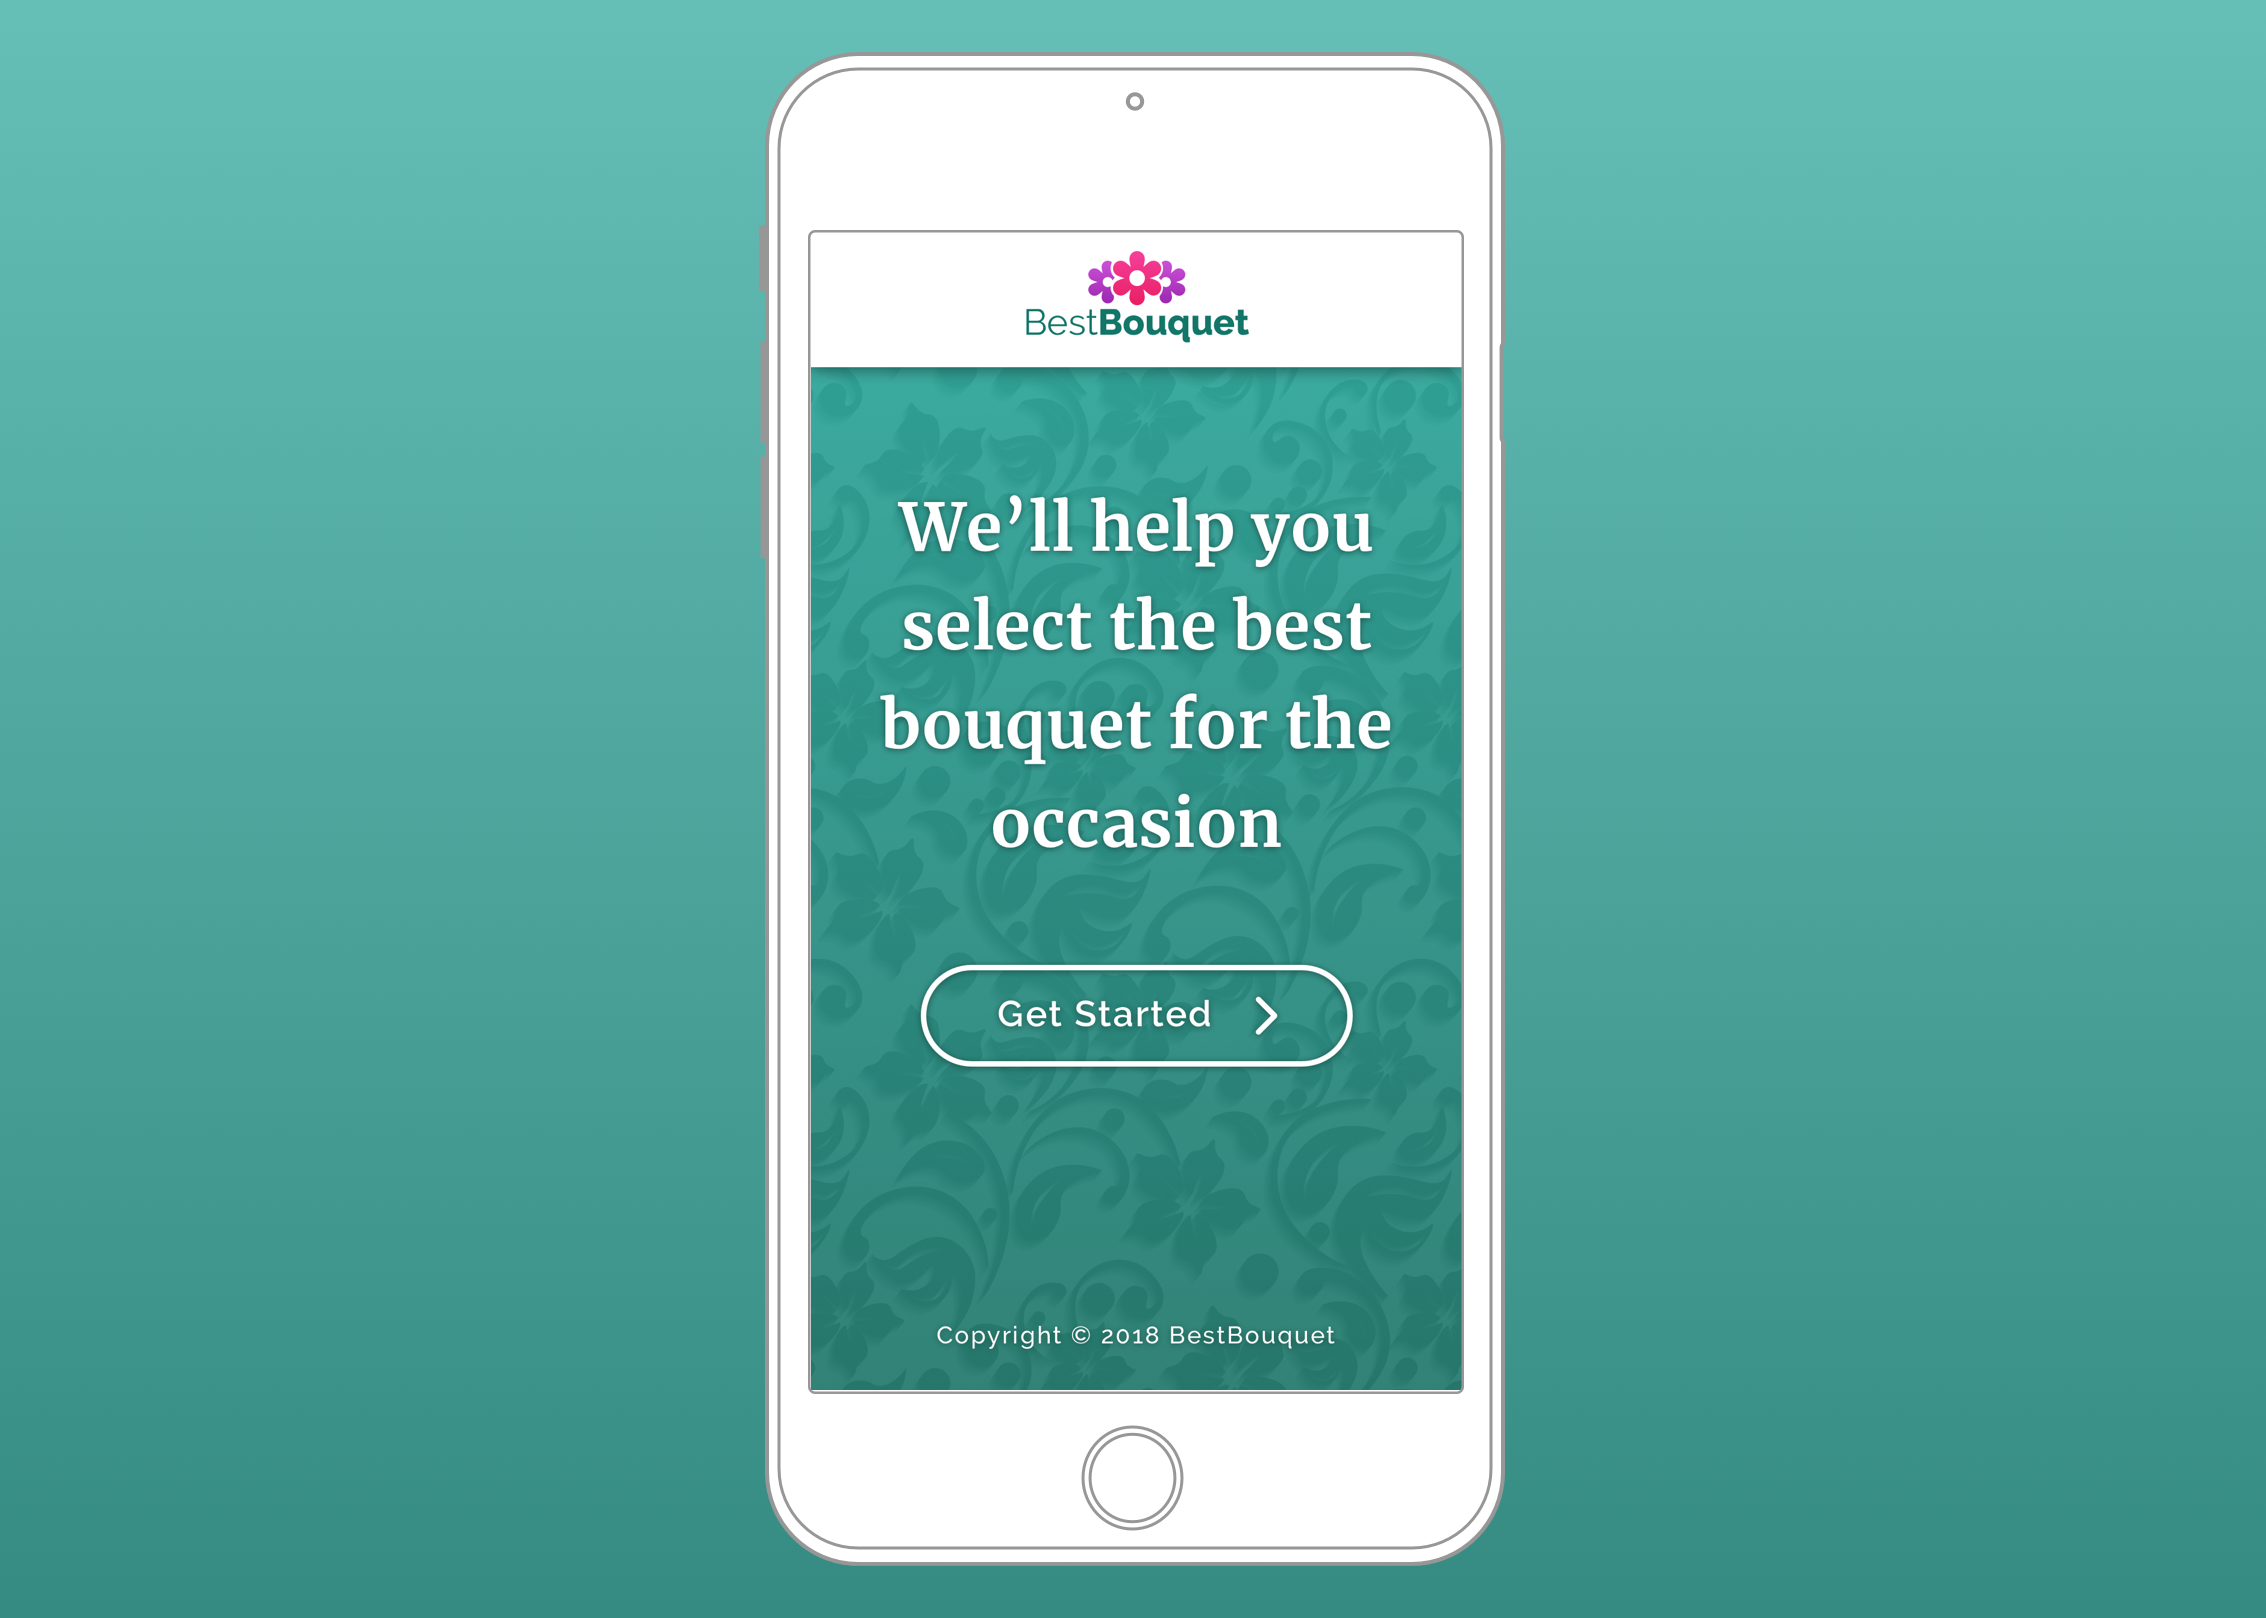 BestBouquet
We’ll help you
select the best
bouquet for the
occasion
Get Started
Copyright © 2018 BestBouquet